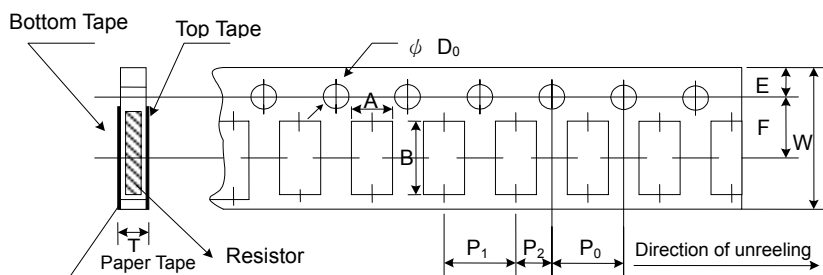 Bottom Tape
Top Tape
ψ D₀
A
B
E
F
W
T
Paper Tape
Resistor
P₁
P₂
P₀
Direction of unreeling